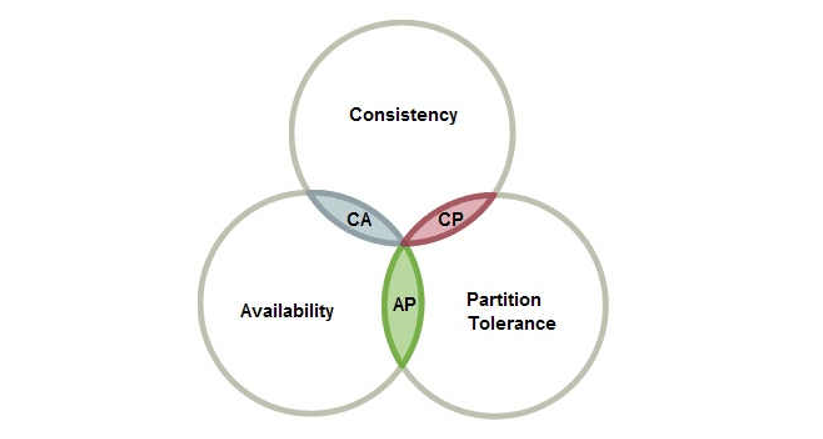 Consistency
CA
CP
Availability
AP
Partition
Tolerance